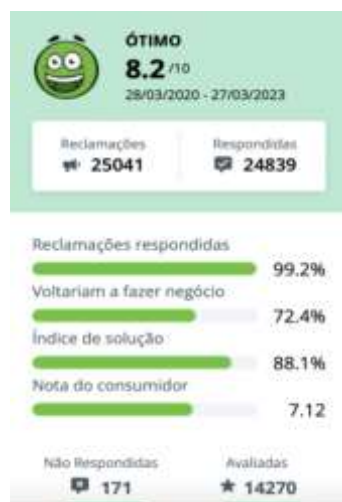 ÓTIMO
8.2 /10
28/03/2020 - 27/03/2023
Reclamações Respondidas
25041 24839
Reclamações respondidas
99.2%
Voltariam a fazer negócio
72.4%
Índice de solução
88.1%
Nota do consumidor
7.12
Não Respondidas Avaliadas
171 14270